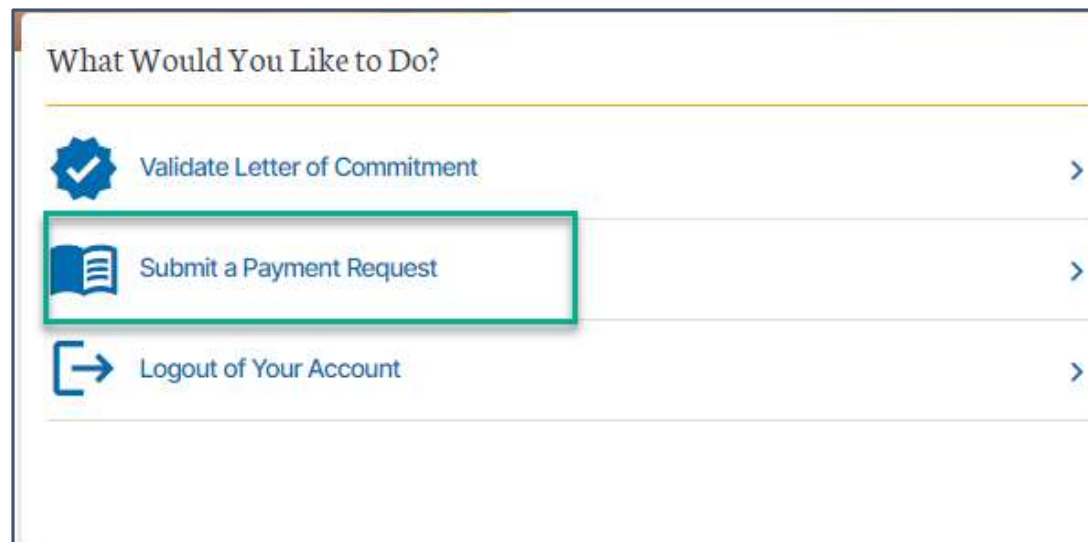 What Would You Like to Do?
Validate Letter of Commitment
Submit a Payment Request
Logout of Your Account